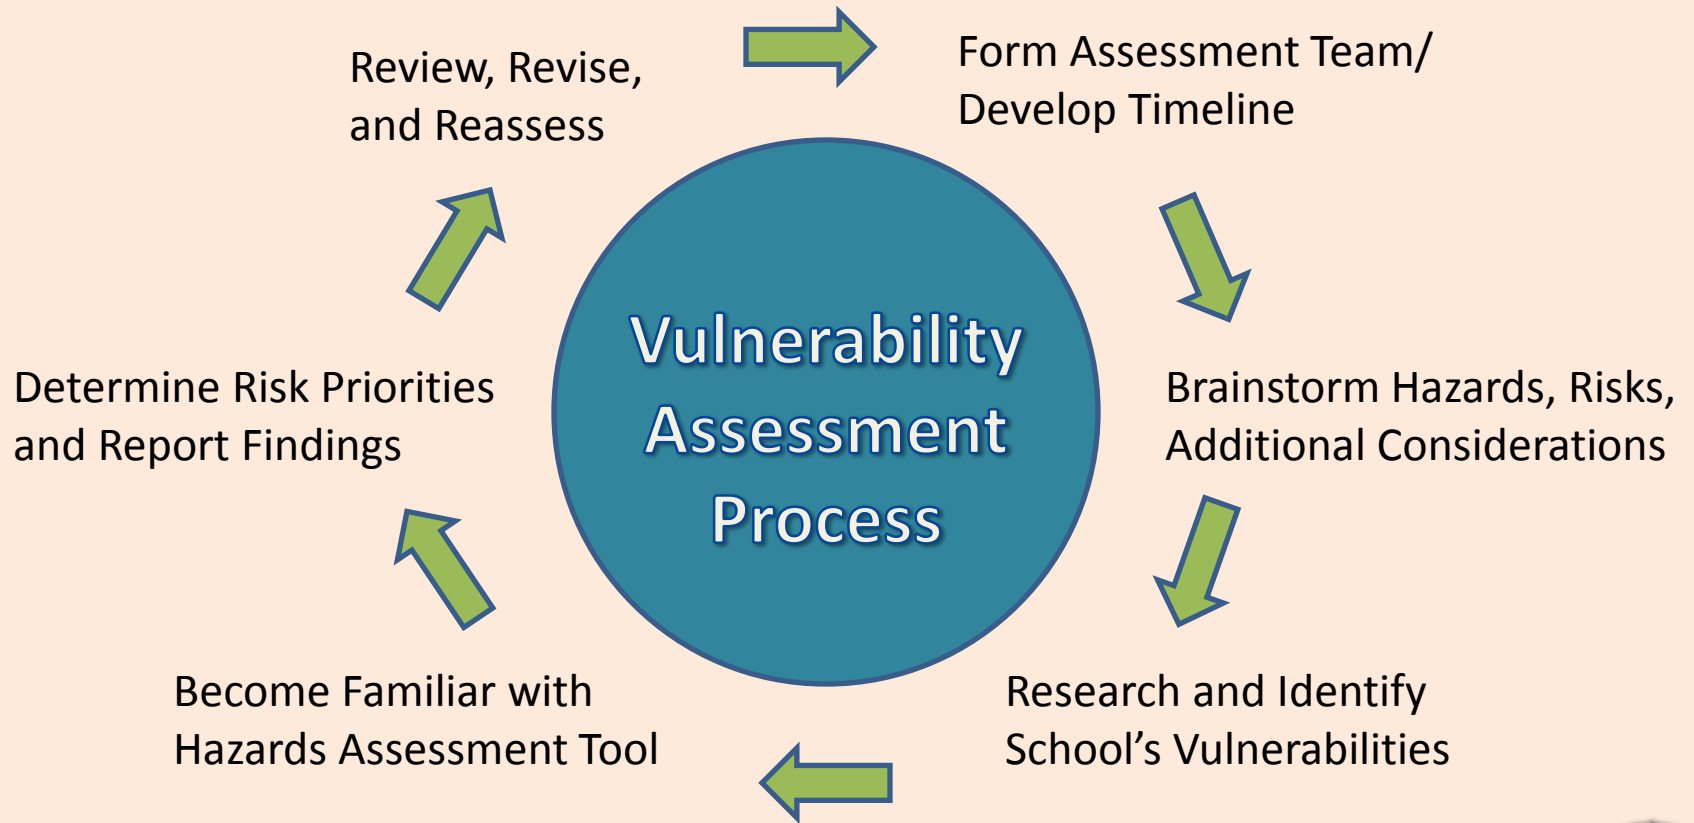 Review, Revise,
and Reassess
Form Assessment Team/
Develop Timeline
Vulnerability
Assessment
Process
Brainstorm Hazards, Risks,
Additional Considerations
Research and Identify
School’s Vulnerabilities
Become Familiar with
Hazards Assessment Tool
Determine Risk Priorities
and Report Findings